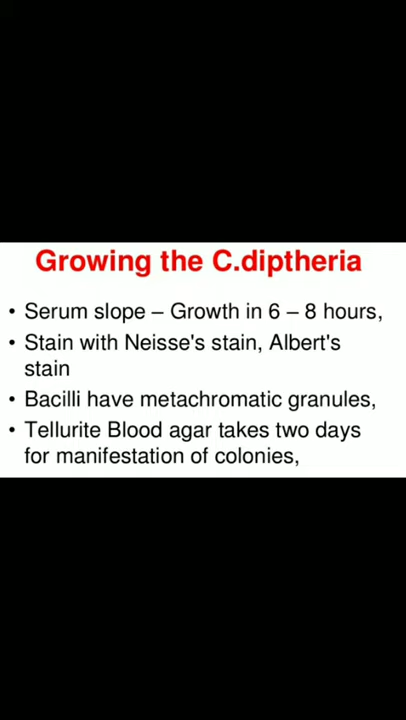 Growing the C.diptheria
• Serum slope – Growth in 6 – 8 hours,
• Stain with Neisse's stain, Albert's
stain
• Bacilli have metachromatic granules,
• Tellurite Blood agar takes two days
for manifestation of colonies,